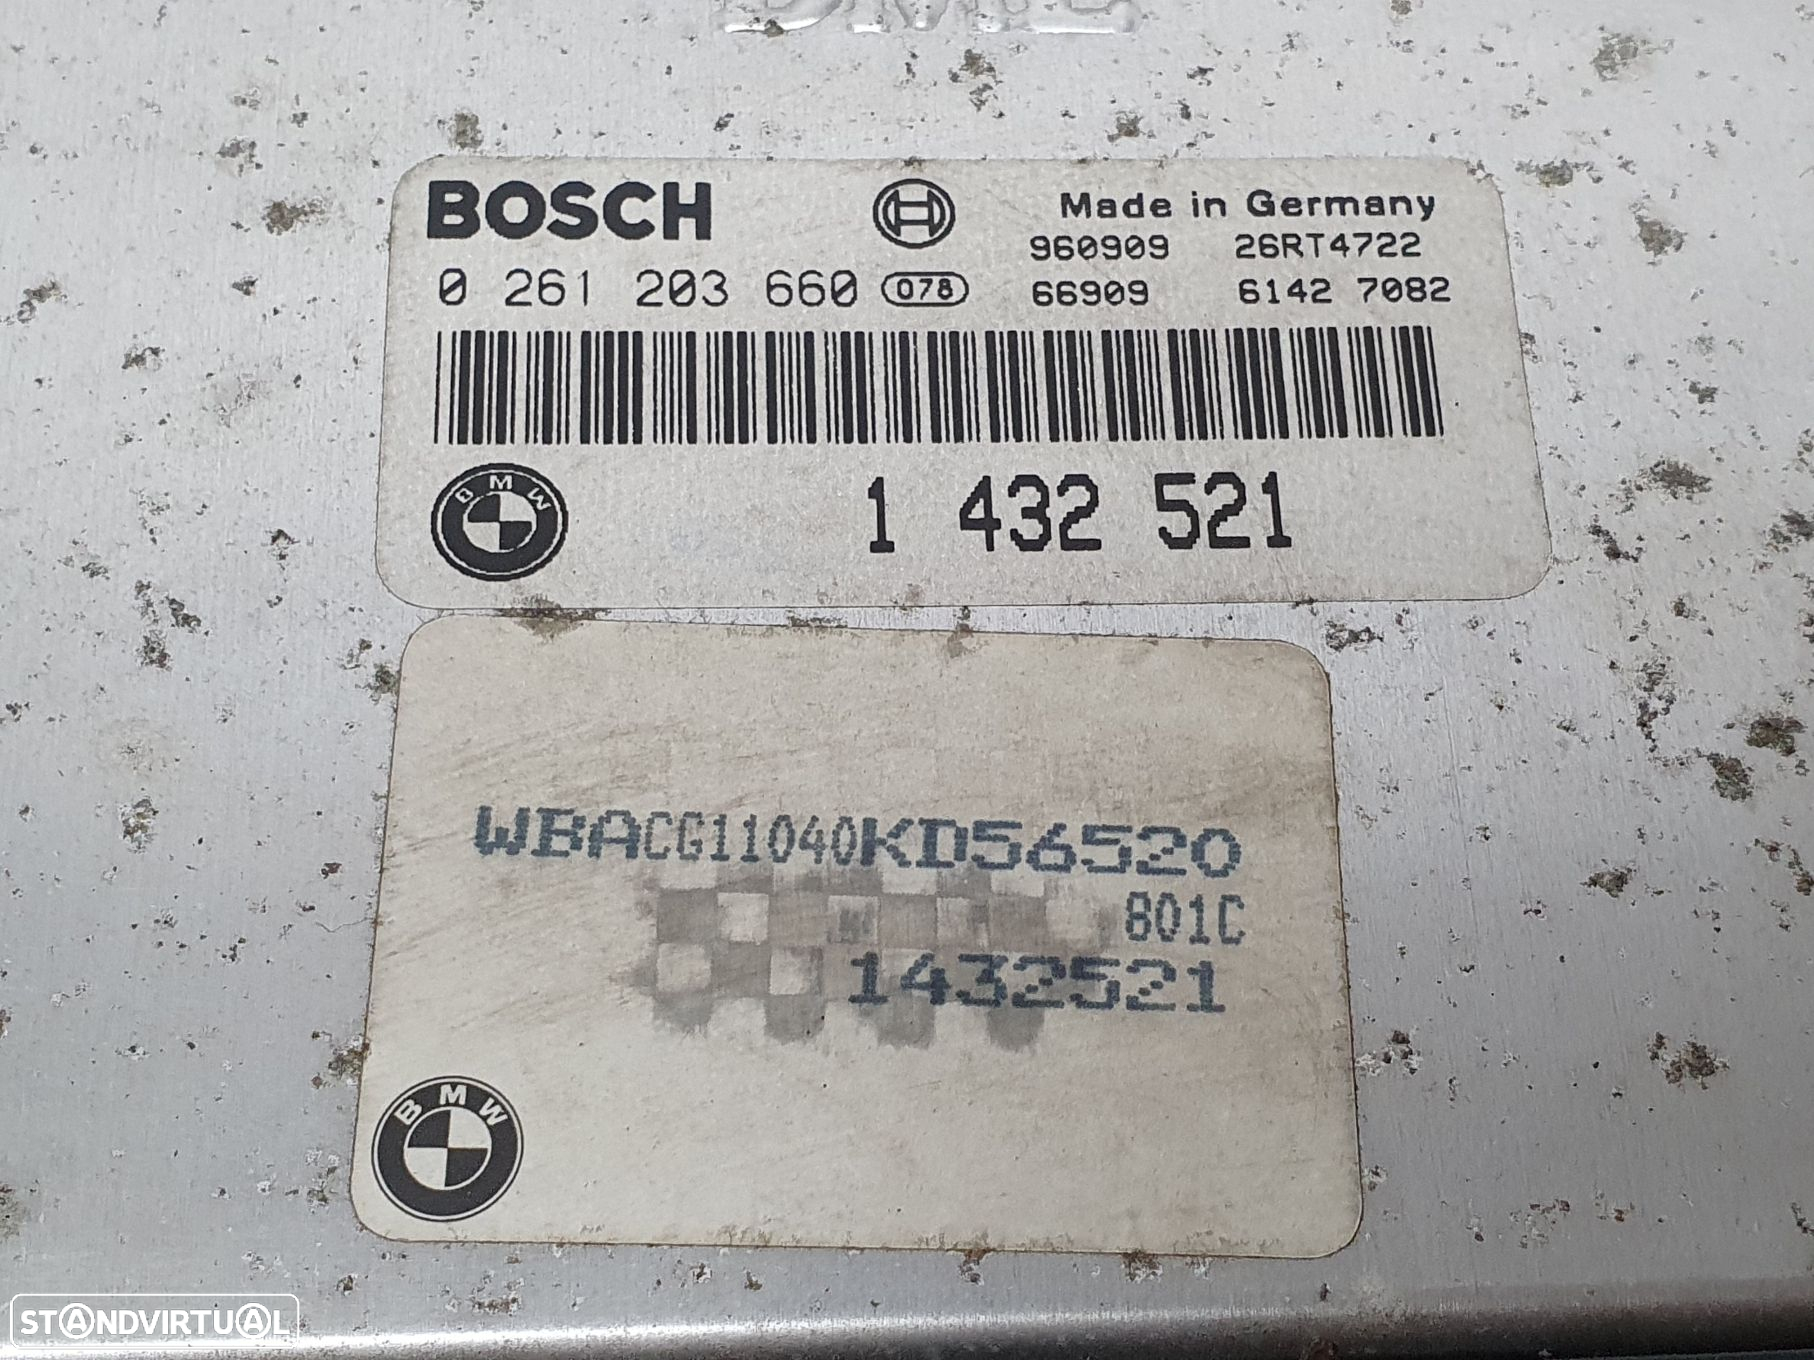 DME
BOSCH
Made in Germany
960909 26RT4722
0 261 203 660 078 66909 6142 7082
BMW 1 432 521
WBACG11040KD56520
801C
1432521
BMW
STANDVIRTUAL